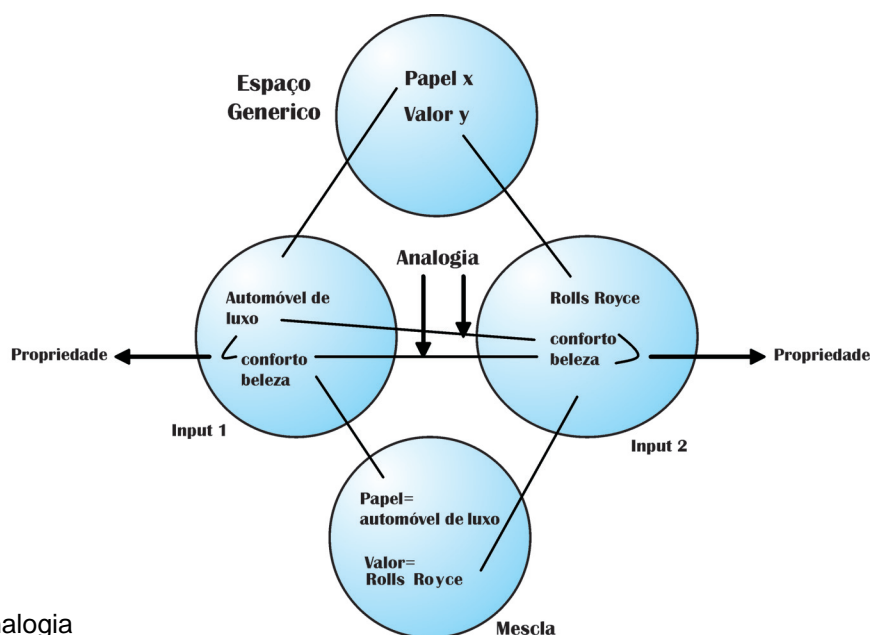 Espaço
Generico
Papel x
Valor y
Analogia
Automóvel de
luxo
conforto
beleza
Rolls Royce
conforto
beleza
Propriedade
Propriedade
Input 1
Input 2
Papel=
automóvel de luxo
Valor=
Rolls Royce
Mescla
alogia